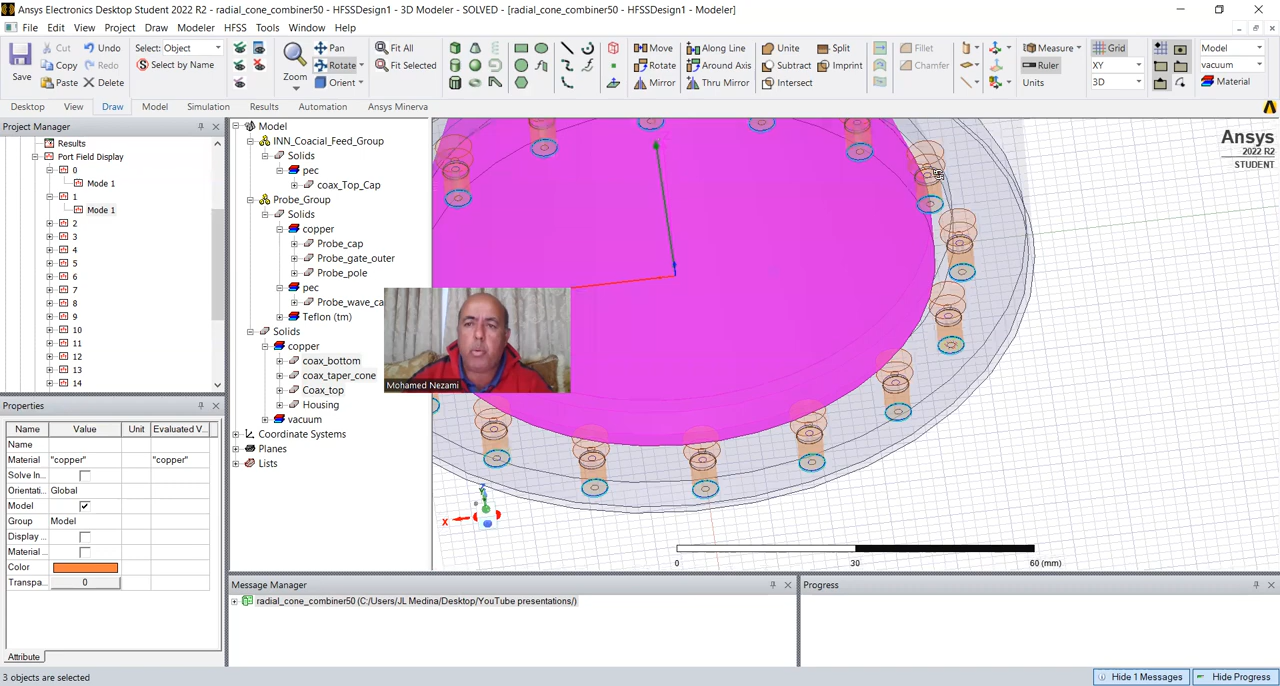 Ansys Electronics Desktop Student 2022 R2 - radial_cone_combiner50 - HFSSDesign1 - 3D Modeler - SOLVED - [radial_cone_combiner50 - HFSSDesign1 - Modeler]
File Edit View Project Draw Modeler HFSS Tools Window Help
Save
Cut Copy Paste
Undo Redo Delete
Select: Object
Select by Name
Zoom
Pan Rotate Orient
Fit All
Fit Selected
Move Rotate Mirror
Along Line
Around Axis
Thru Mirror
Unite Subtract Intersect
Split Imprint
Fillet
Chamfer
Measure
Ruler
Units
Grid
XY
3D
Model
vacuum
Material
Desktop View Draw Model Simulation Results Automation Ansys Minerva
Project Manager
Results
Port Field Display
0
Mode 1
1
Mode 1
2
3
4
5
6
7
8
9
10
11
12
13
14
Model
INN_Coacial_Feed_Group
Solids
pec
coax_Top_Cap
Probe_Group
Solids
copper
Probe_cap
Probe_gate_outer
Probe_pole
pec
Probe_wave_ca
Teflon (tm)
Solids
copper
coax_bottom
coax_taper_cone
Coax_top
Housing
vacuum
Coordinate Systems
Planes
Lists
Properties
Name Value Unit Evaluated V...
Name
Material "copper" "copper"
Solve In...
Orientati... Global
Model
Group Model
Display ...
Material ...
Color
Transpa... 0
Attribute
Mohamed Nezami
Ansys
2022 R2
STUDENT
X
Z
0 30 60 (mm)
Message Manager
radial_cone_combiner50 (C:/Users/JL Medina/Desktop/YouTube presentations/)
Progress
3 objects are selected
Hide 1 Messages
Hide Progress